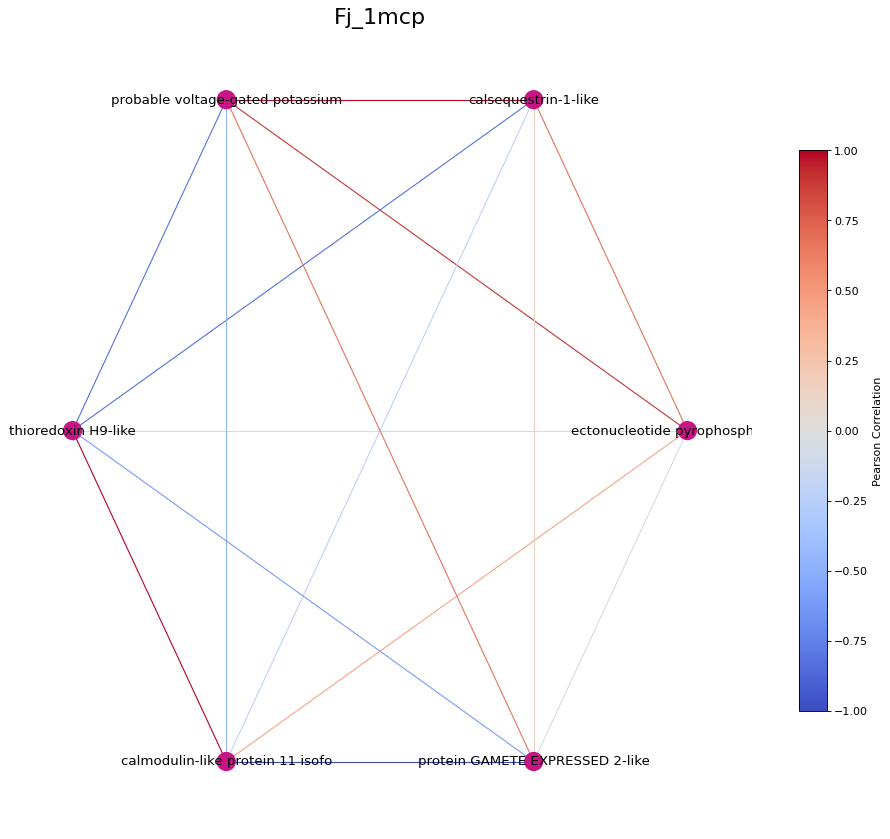 Fj_1mcp
probable voltage-gated potassium
calsequestrin-1-like
thioredoxin H9-like
ectonucleotide pyrophosph
calmodulin-like protein 11 isofo
protein GAMETE EXPRESSED 2-like
1.00
0.75
0.50
0.25
0.00
−0.25
−0.50
−0.75
−1.00
Pearson Correlation